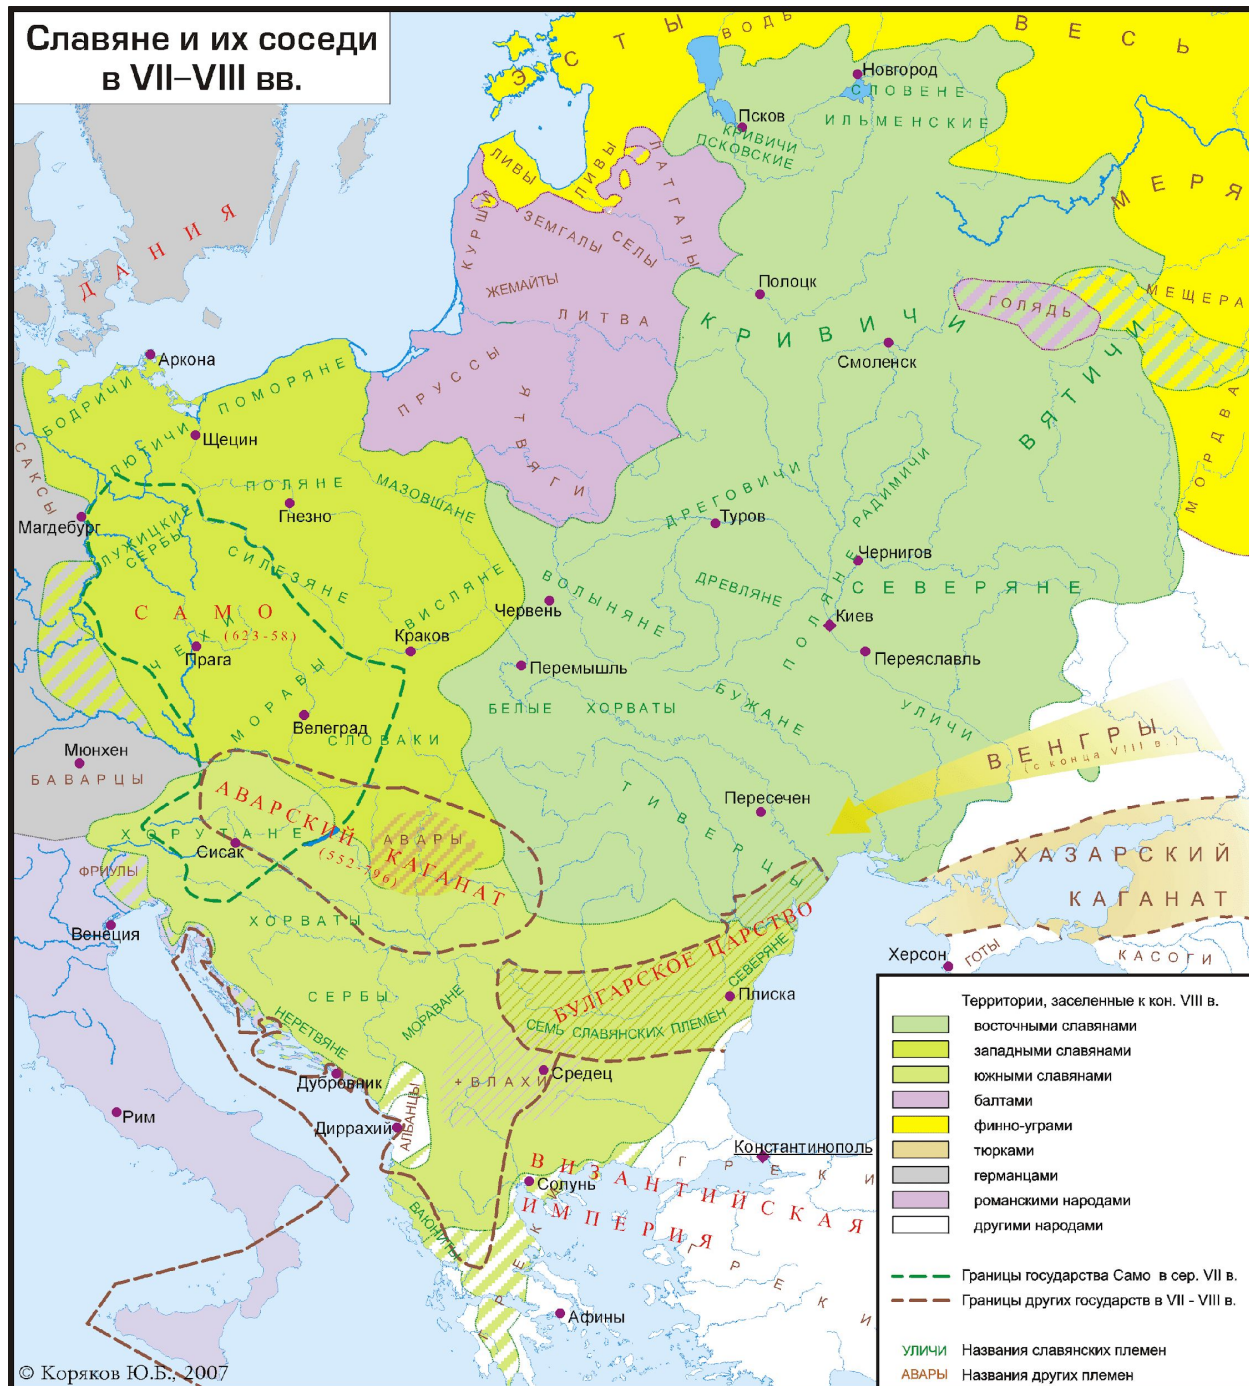 Славяне и их соседи
в VII–VIII вв.
ЭСТЫ
ВОДЬ
ВЕСЬ
Новгород
СЛОВЕНЕ
ИЛЬМЕНСКИЕ
Псков
КРИВИЧИ
ПСКОВСКИЕ
ЛИВЫ
ЛИВЫ
ЛАТГАЛЫ
МЕРЯ
КУРШИ
ЗЕМГАЛЫ
СЕЛЫ
ДАНИЯ
ЖЕМАЙТЫ
ЛИТВА
Полоцк
КРИВИЧИ
ГОЛЯДЬ
МЕЩЕРА
Смоленск
ВЯТИЧИ
Аркона
ПРУССЫ
ЯТВЯГИ
МОРДВА
БОДРИЧИ
ПОМОРЯНЕ
ЛЮТИЧИ
Щецин
САКСЫ
ПОЛЯНЕ
МАЗОВШАНЕ
Гнезно
Магдебург
ЛУЖИЦКИЕ
СЕРБЫ
СИЛЕЗЯНЕ
ДРЕГОВИЧИ
РАДИМИЧИ
Туров
Чернигов
СЕВЕРЯНЕ
ВОЛЫНЯНЕ
ДРЕВЛЯНЕ
ПОЛЯНЕ
Червень
Киев
САМО
(623-58.)
ЧЕХИ
Прага
ВИСЛЯНЕ
Краков
Перемышль
Переяславль
МОРАВЫ
Велеград
СЛОВАКИ
БЕЛЫЕ ХОРВАТЫ
БУЖАНЕ
УЛИЧИ
ВЕНГРЫ
(с конца VIII в.)
Мюнхен
БАВАРЦЫ
АВАРСКИЙ КАГАНАТ
(552-796)
АВАРЫ
ТИВЕРЦЫ
Пересечен
ХОРУТАНЕ
Сисак
ФРИУЛЫ
ХАЗАРСКИЙ
КАГАНАТ
Венеция
ХОРВАТЫ
БУЛГАРСКОЕ ЦАРСТВО
СЕВЕРЯНЕ
Херсон
ГОТЫ
КАСОГИ
СЕРБЫ
МОРАВАНЕ
Плиска
НЕРЕТВЯНЕ
СЕМЬ СЛАВЯНСКИХ ПЛЕМЕН
Дубровник
+ ВЛАХИ
Средец
Рим
Диррахий
АЛБАНЦЫ
Константинополь
ВИЗАНТИЙСКАЯ
ИМПЕРИЯ
ГРЕКИ
Солунь
ВАЮНИТЫ
ГРЕКИ
ГРЕКИ
Афины
Территории, заселенные к кон. VIII в.
восточными славянами
западными славянами
южными славянами
балтами
финно-уграми
тюрками
германцами
романскими народами
другими народами
Границы государства Само в сер. VII в.
Границы других государств в VII - VIII в.
УЛИЧИ Названия славянских племен
АВАРЫ Названия других племен
© Коряков Ю.Б., 2007